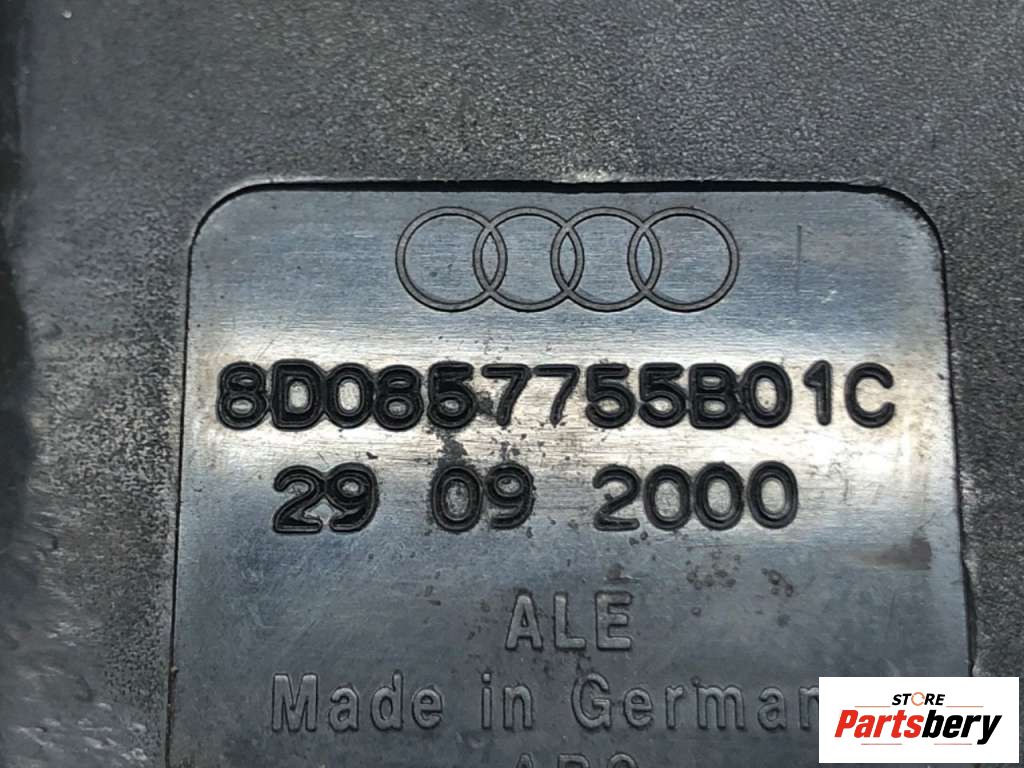 8D0857755B01C
29 09 2000
ALE
Made in German
STORE
Partsbery